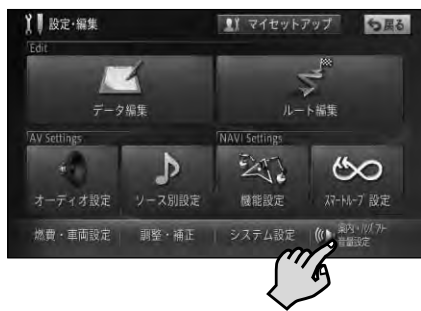 設定・編集
マイセットアップ
戻る
Edit
データ編集
ルート編集
AV Settings
NAVI Settings
オーディオ設定
ソース別設定
機能設定
スマートループ 設定
燃費・車両設定
調整・補正
システム設定
案内・ハンズフリー
音量設定